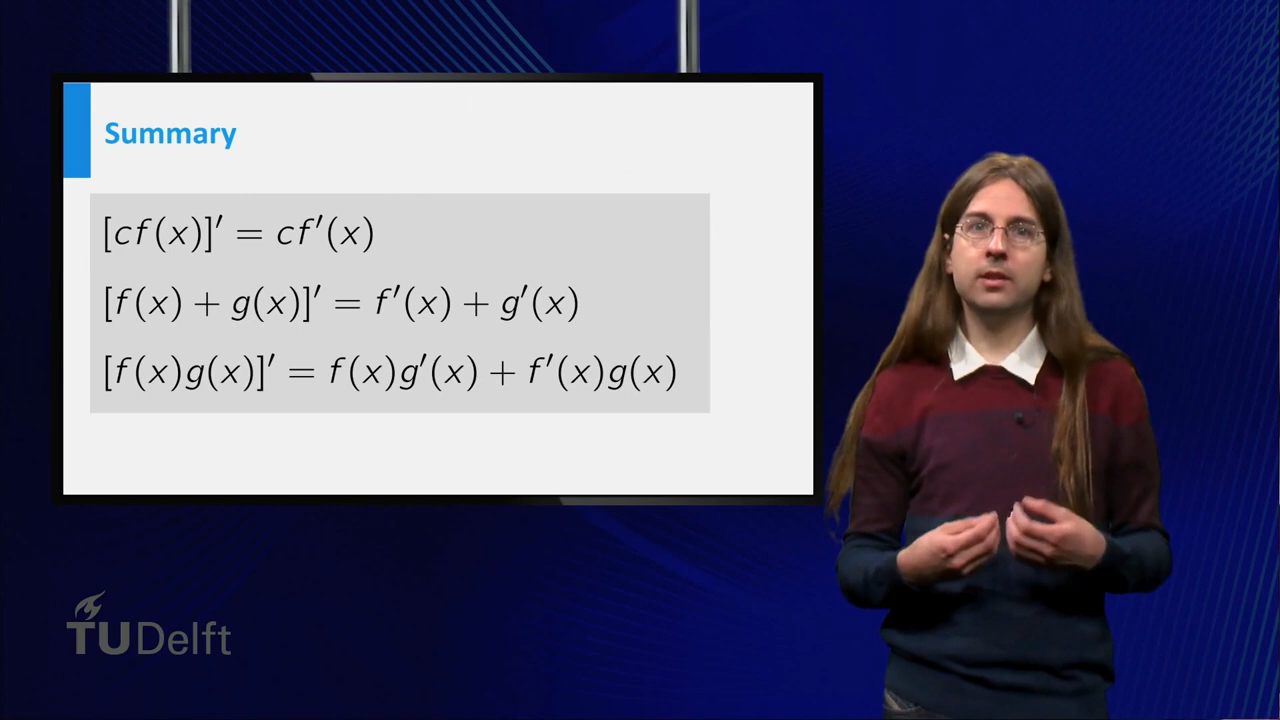 Summary
[cf(x)]′ = cf′(x)
[f(x) + g(x)]′ = f′(x) + g′(x)
[f(x)g(x)]′ = f(x)g′(x) + f′(x)g(x)
TUDelft